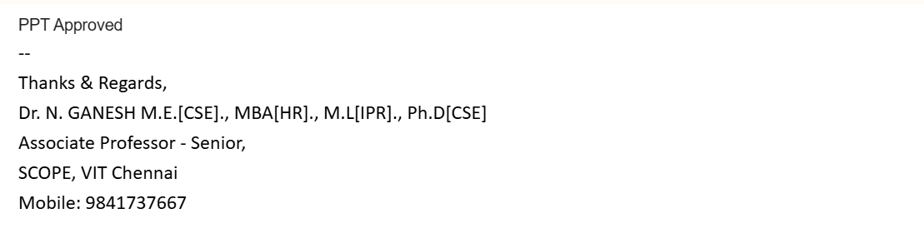 PPT Approved
--
Thanks & Regards,
Dr. N. GANESH M.E.[CSE]., MBA[HR]., M.L[IPR]., Ph.D[CSE]
Associate Professor - Senior,
SCOPE, VIT Chennai
Mobile: 9841737667